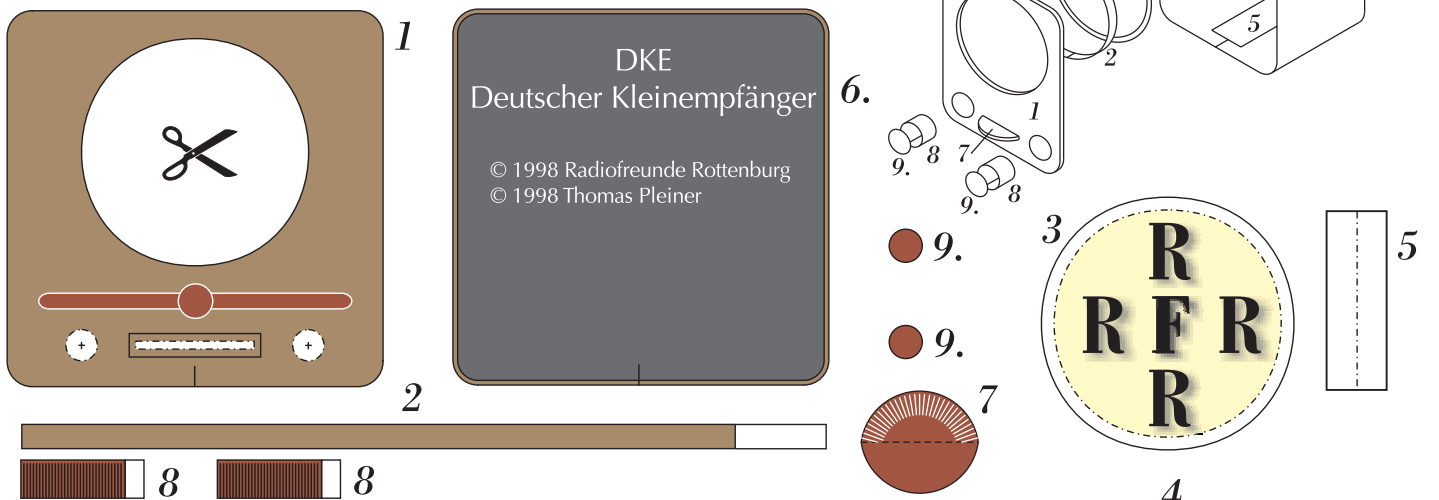 1
DKE
Deutscher Kleinempfänger
© 1998 Radiofreunde Rottenburg
© 1998 Thomas Pleiner
6.
5
2
1
7
8
9.
8
9.
3
R
R F R
R
5
9.
9.
7
2
8
8
4